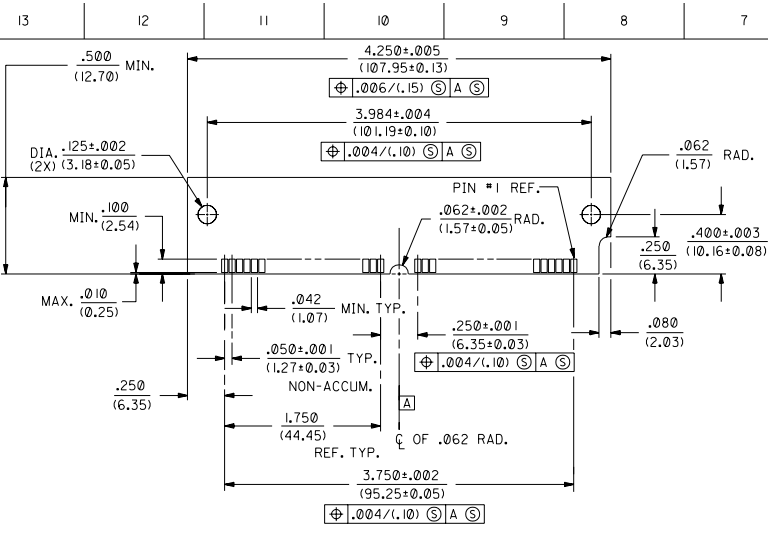 13 12 11 10 9 8 7
.500
(12.70) MIN.
4.250±.005
(107.95±0.13)
⌖ .006/(.15) Ⓢ A Ⓢ
3.984±.004
(101.19±0.10)
⌖ .004/(.10) Ⓢ A Ⓢ
DIA. .125±.002
(2X) (3.18±0.05)
.062
(1.57) RAD.
PIN #1 REF.
MIN. .100
(2.54)
.062±.002
(1.57±0.05) RAD.
.250
(6.35)
.400±.003
(10.16±0.08)
MAX. .010
(0.25)
.042
(1.07) MIN. TYP.
.250±.001
(6.35±0.03)
⌖ .004/(.10) Ⓢ A Ⓢ
.080
(2.03)
.050±.001
(1.27±0.03) TYP.
NON-ACCUM.
.250
(6.35)
A
1.750
(44.45)
REF. TYP.
℄ OF .062 RAD.
3.750±.002
(95.25±0.05)
⌖ .004/(.10) Ⓢ A Ⓢ